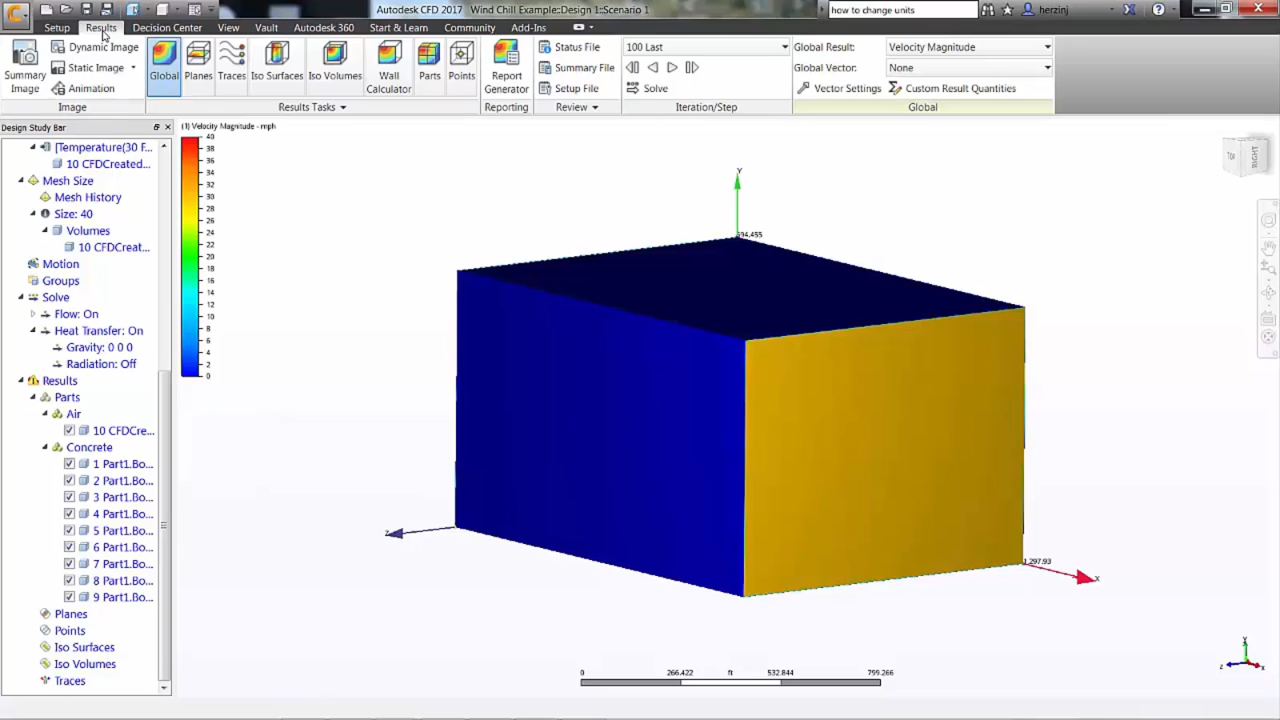 Autodesk CFD 2017 Wind Chill Example::Design 1::Scenario 1
how to change units
herzinj
Setup Results Decision Center View Vault Autodesk 360 Start & Learn Community Add-Ins
Summary Image
Dynamic Image
Static Image
Animation
Image
Global
Planes
Traces
Iso Surfaces
Iso Volumes
Wall Calculator
Parts
Points
Results Tasks
Report Generator
Reporting
Status File
Summary File
Setup File
Review
100 Last
Solve
Iteration/Step
Global Result: Velocity Magnitude
Global Vector: None
Vector Settings Custom Result Quantities
Global
Design Study Bar
[Temperature(30 F...
10 CFDCreated...
Mesh Size
Mesh History
Size: 40
Volumes
10 CFDCreat...
Motion
Groups
Solve
Flow: On
Heat Transfer: On
Gravity: 0 0 0
Radiation: Off
Results
Parts
Air
10 CFDCre...
Concrete
1 Part1.Bo...
2 Part1.Bo...
3 Part1.Bo...
4 Part1.Bo...
5 Part1.Bo...
6 Part1.Bo...
7 Part1.Bo...
8 Part1.Bo...
9 Part1.Bo...
Planes
Points
Iso Surfaces
Iso Volumes
Traces
(1) Velocity Magnitude - mph
40
38
36
34
32
30
28
26
24
22
20
18
16
14
12
10
8
6
4
2
0
Y
Z
1,297.93
X
TOP
RIGHT
0 266.422 ft 532.844 799.266
Y
Z
X